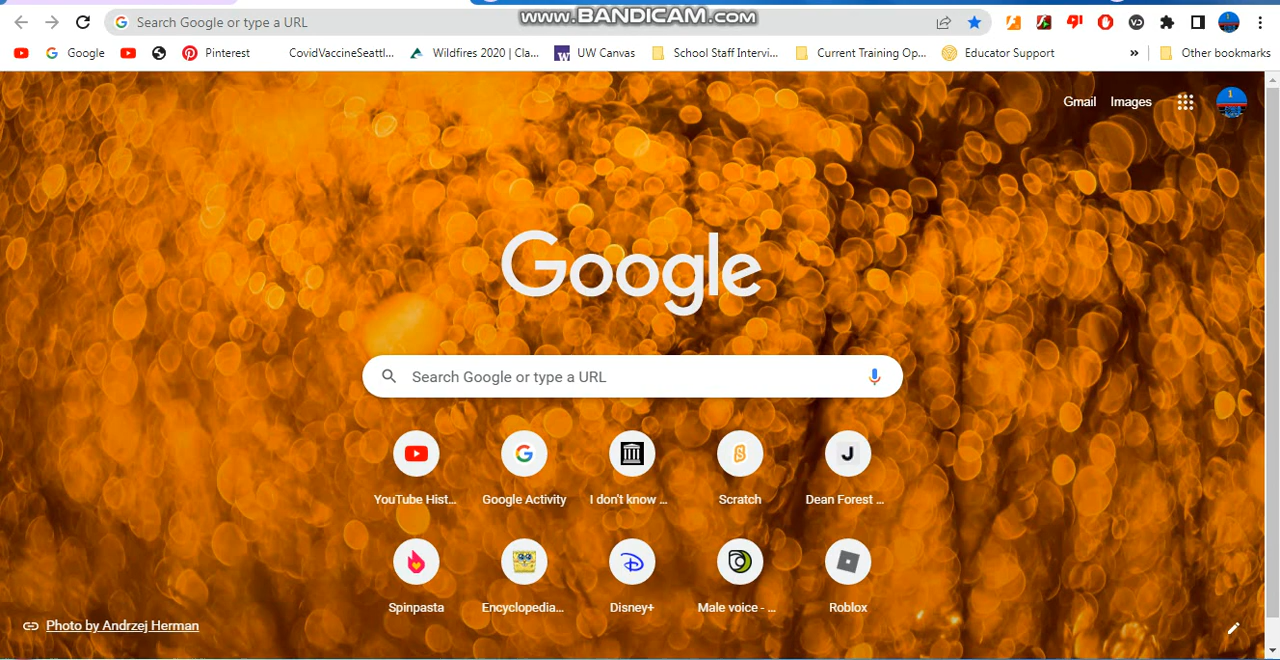 Search Google or type a URL
www.BANDICAM.com
Google
Pinterest
CovidVaccineSeattl...
Wildfires 2020 | Cla...
UW Canvas
School Staff Intervi...
Current Training Op...
Educator Support
»
Other bookmarks
Gmail
Images
Google
Search Google or type a URL
YouTube Hist...
Google Activity
I don't know ...
Scratch
Dean Forest ...
Spinpasta
Encyclopedia...
Disney+
Male voice - ...
Roblox
Photo by Andrzej Herman